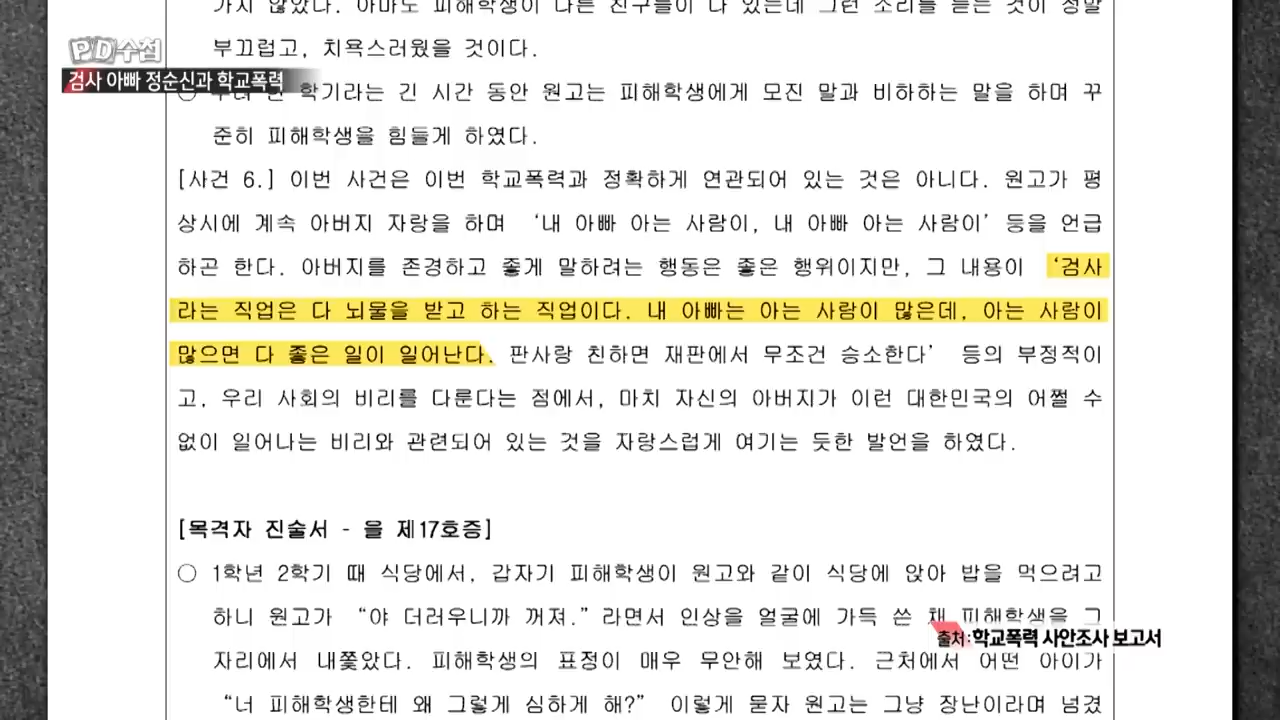 가지 않았다. 아마도 피해학생이 다른 친구들이 다 있는데 그런 소리를 듣는 것이 정말
부끄럽고, 치욕스러웠을 것이다.
PD수첩
검사 아빠 정순신과 학교폭력
학기라는 긴 시간 동안 원고는 피해학생에게 모진 말과 비하하는 말을 하며 꾸
준히 피해학생을 힘들게 하였다.
[사건 6.] 이번 사건은 이번 학교폭력과 정확하게 연관되어 있는 것은 아니다. 원고가 평
상시에 계속 아버지 자랑을 하며 ‘내 아빠 아는 사람이, 내 아빠 아는 사람이’ 등을 언급
하곤 한다. 아버지를 존경하고 좋게 말하려는 행동은 좋은 행위이지만, 그 내용이 ‘검사
라는 직업은 다 뇌물을 받고 하는 직업이다. 내 아빠는 아는 사람이 많은데, 아는 사람이
많으면 다 좋은 일이 일어난다. 판사랑 친하면 재판에서 무조건 승소한다’ 등의 부정적이
고, 우리 사회의 비리를 다룬다는 점에서, 마치 자신의 아버지가 이런 대한민국의 어쩔 수
없이 일어나는 비리와 관련되어 있는 것을 자랑스럽게 여기는 듯한 발언을 하였다.
[목격자 진술서 - 을 제17호증]
○ 1학년 2학기 때 식당에서, 갑자기 피해학생이 원고와 같이 식당에 앉아 밥을 먹으려고
하니 원고가 “야 더러우니까 꺼져.” 라면서 인상을 얼굴에 가득 쓴 채 피해학생을 그
자리에서 내쫓았다. 피해학생의 표정이 매우 무안해 보였다. 근처에서 어떤 아이가
“너 피해학생한테 왜 그렇게 심하게 해?” 이렇게 묻자 원고는 그냥 장난이라며 넘겼
출처:학교폭력 사안조사 보고서